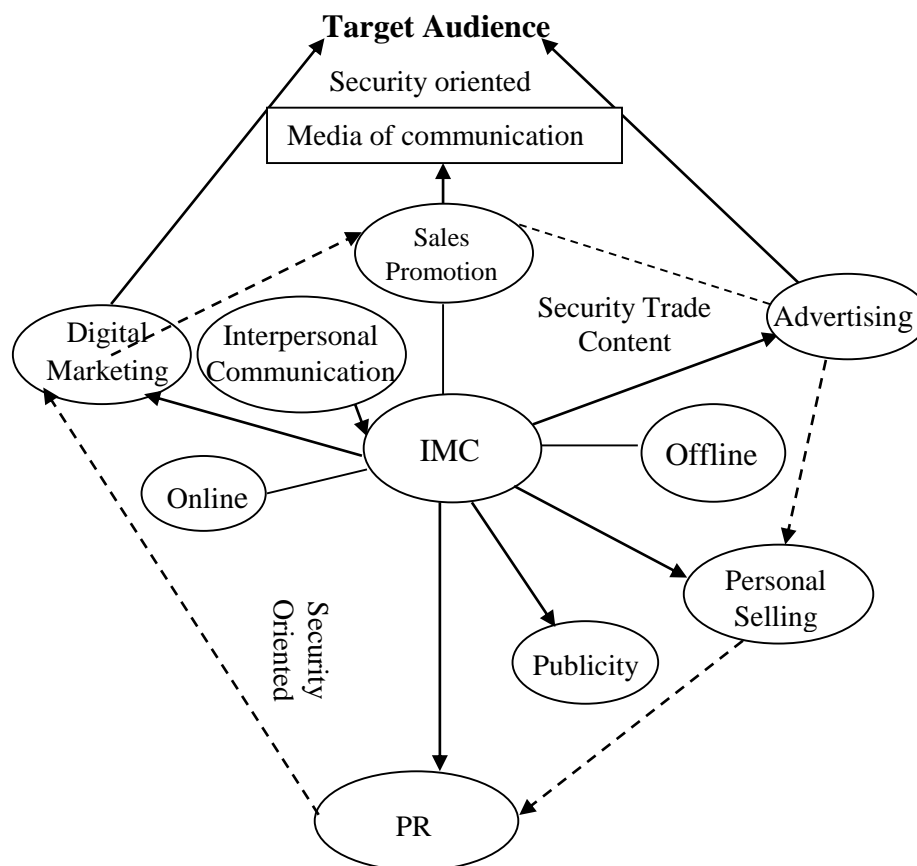 Target Audience
Security oriented
Media of communication
Sales
Promotion
Security Trade
Content
Advertising
Digital
Marketing
Interpersonal
Communication
IMC
Offline
Online
Personal
Selling
Security
Oriented
Publicity
PR